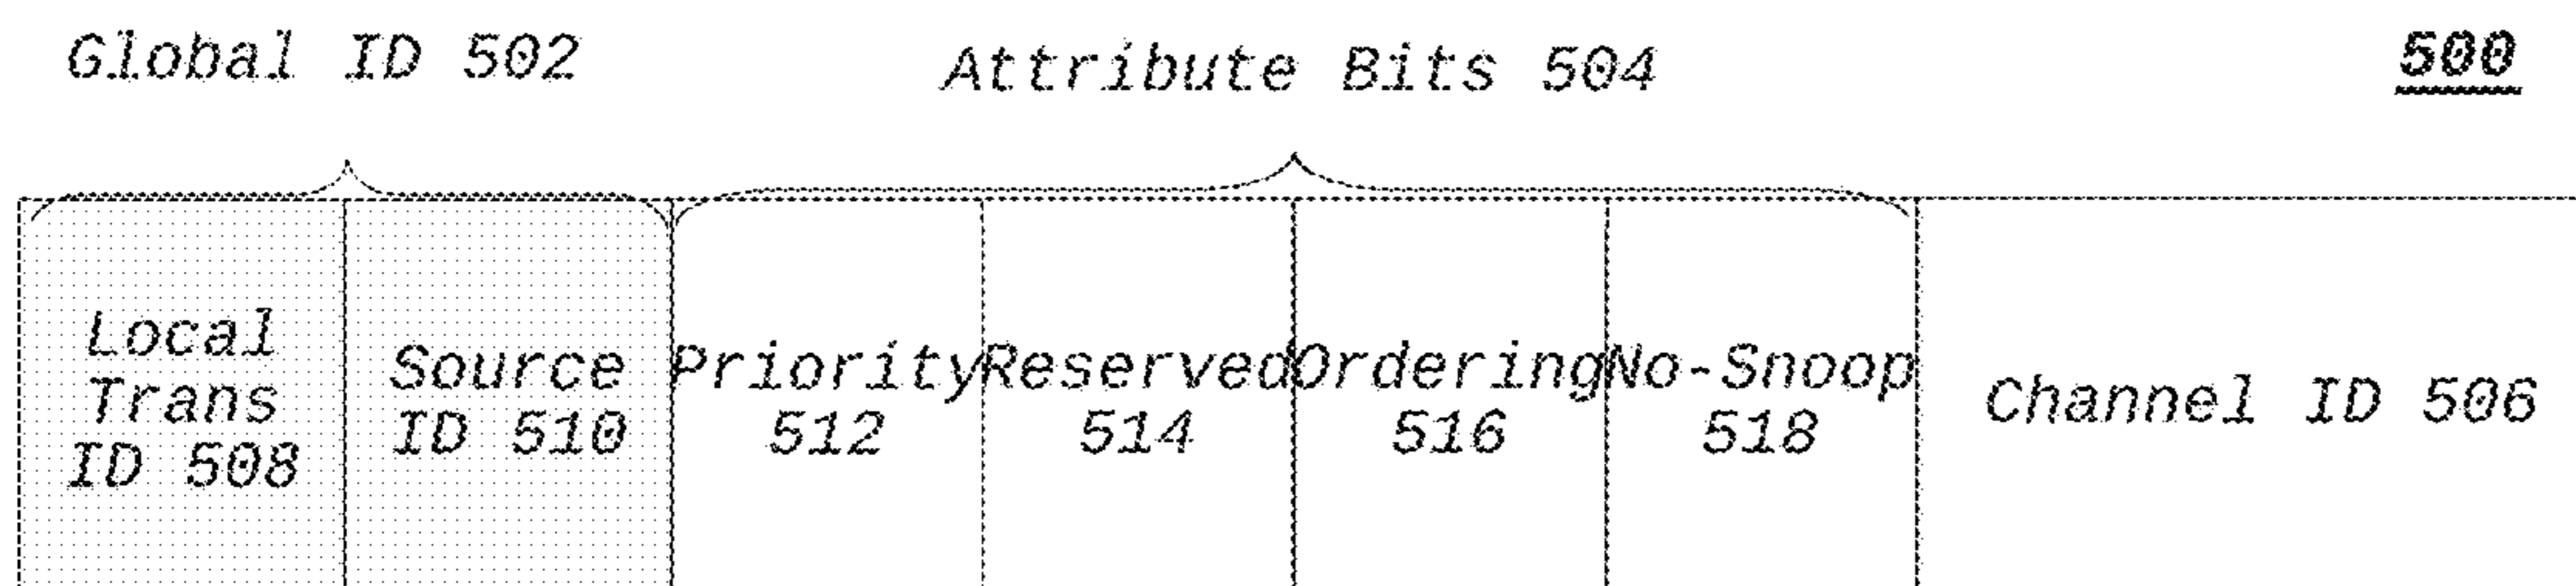 Global ID 502
Attribute Bits 504
500
Local
Trans
ID 508
Source
ID 510
Priority
512
Reserved
514
Ordering
516
No-Snoop
518
Channel ID 506